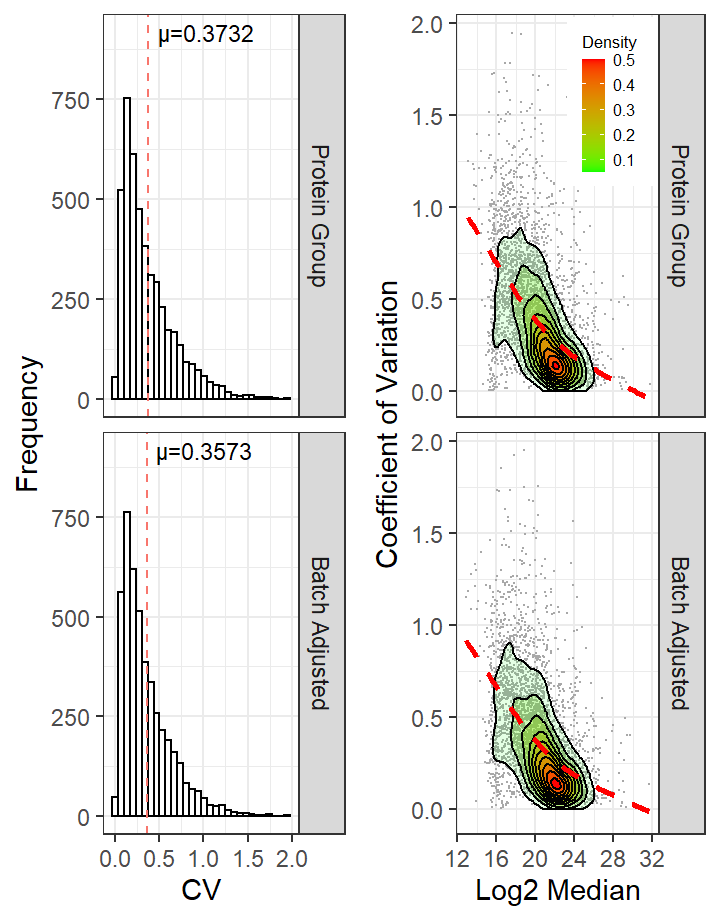 Frequency
750
500
250
0
μ=0.3732
Protein Group
750
500
250
0
μ=0.3573
Batch Adjusted
0.0 0.5 1.0 1.5 2.0
CV
Coefficient of Variation
2.0
1.5
1.0
0.5
0.0
Density
0.5
0.4
0.3
0.2
0.1
Protein Group
2.0
1.5
1.0
0.5
0.0
Batch Adjusted
12 16 20 24 28 32
Log2 Median